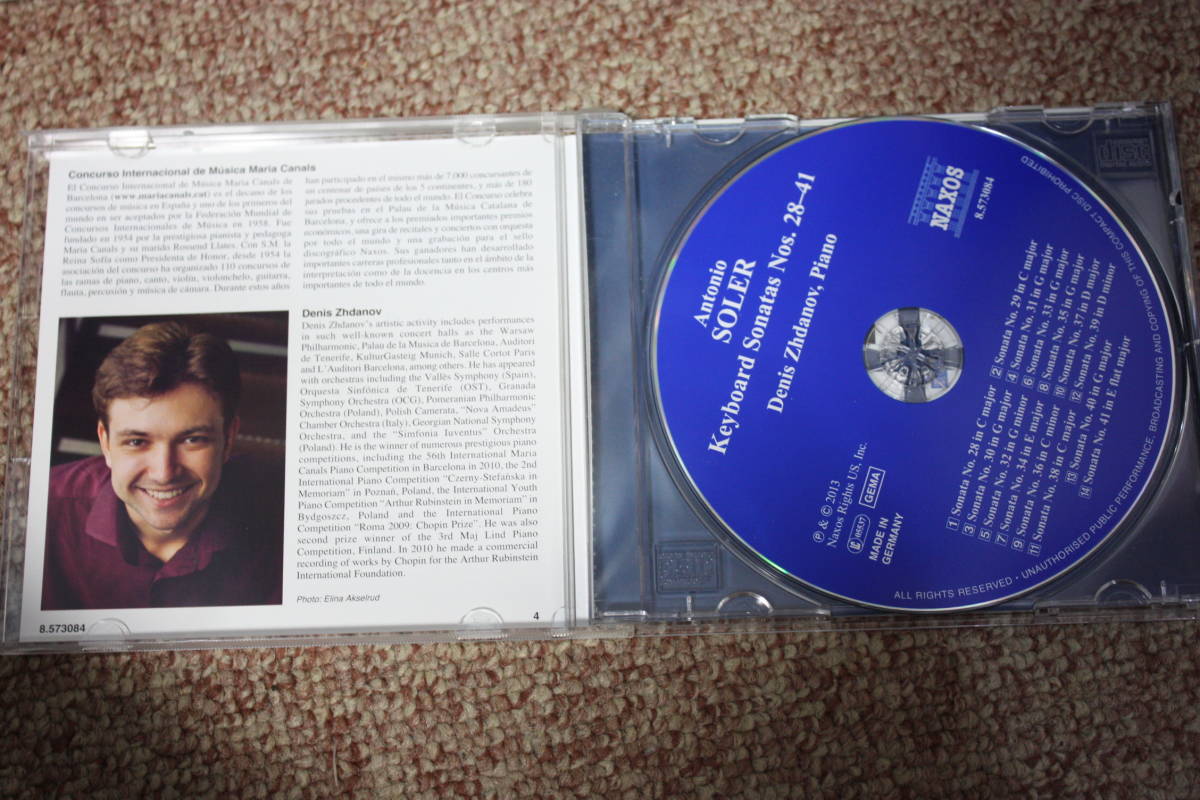 Concurso Internacional de Música Maria Canals
El Concurso Internacional de Música Maria Canals de
Barcelona (www.mariacanals.cat) es el decano de los
concursos de música en España y uno de los primeros del
mundo en ser aceptados por la Federación Mundial de
Concursos Internacionales de Música en 1958. Fue
fundado en 1954 por la prestigiosa pianista y pedagoga
Maria Canals y su marido Rossend Llates. Con S.M. la
Reina Soffa como Presidenta de Honor, desde 1954 la
asociación del concurso ha organizado 110 concursos de
las ramas de piano, canto, violín, violonchelo, guitarra,
flauta, percusión y música de cámara. Durante estos años
han participado en el mismo más de 7.000 concursantes de
un centenar de países de los 5 continentes, y más de 180
jurados procedentes de todo el mundo. El Concurso celebra
sus pruebas en el Palau de la Música Catalana de
Barcelona, y ofrece a los premiados importantes premios
económicos, una gira de recitales y conciertos con orquesta
por todo el mundo y una grabación para el sello
discográfico Naxos. Sus ganadores han desarrollado
importantes carreras profesionales tanto en el ámbito de la
interpretación como de la docencia en los centros más
importantes de todo el mundo.
Denis Zhdanov
Denis Zhdanov's artistic activity includes performances
in such well-known concert halls as the Warsaw
Philharmonic, Palau de la Musica de Barcelona, Auditori
de Tenerife, KulturGasteig Munich, Salle Cortot Paris
and L'Auditori Barcelona, among others. He has appeared
with orchestras including the Vallès Symphony (Spain),
Orquesta Sinfónica de Tenerife (OST), Granada
Symphony Orchestra (OCG), Pomeranian Philharmonic
Orchestra (Poland), Polish Camerata, "Nova Amadeus"
Chamber Orchestra (Italy), Georgian National Symphony
Orchestra, and the "Simfonia Iuventus" Orchestra
(Poland). He is the winner of numerous prestigious piano
competitions, including the 56th International Maria
Canals Piano Competition in Barcelona in 2010, the 2nd
International Piano Competition "Czerny-Stefańska in
Memoriam" in Poznań, Poland, the International Youth
Piano Competition "Arthur Rubinstein in Memoriam" in
Bydgoszcz, Poland and the International Piano
Competition "Roma 2009: Chopin Prize". He was also
second prize winner of the 3rd Maj Lind Piano
Competition, Finland. In 2010 he made a commercial
recording of works by Chopin for the Arthur Rubinstein
International Foundation.
Photo: Elina Akselrud
8.573084
4
NAXOS
8.573084
Antonio
SOLER
Keyboard Sonatas Nos. 28–41
Denis Zhdanov, Piano
1 Sonata No. 28 in C major
2 Sonata No. 29 in C major
3 Sonata No. 30 in G major
4 Sonata No. 31 in G major
5 Sonata No. 32 in G minor
6 Sonata No. 33 in G major
7 Sonata No. 34 in E major
8 Sonata No. 35 in G major
9 Sonata No. 36 in C minor
10 Sonata No. 37 in D major
11 Sonata No. 38 in C major
12 Sonata No. 39 in D minor
13 Sonata No. 40 in G major
14 Sonata No. 41 in E flat major
℗ & © 2013
Naxos Rights US, Inc.
GEMA
MADE IN
GERMANY
ALL RIGHTS RESERVED • UNAUTHORISED PUBLIC PERFORMANCE, BROADCASTING AND COPYING OF THIS COMPACT DISC PROHIBITED